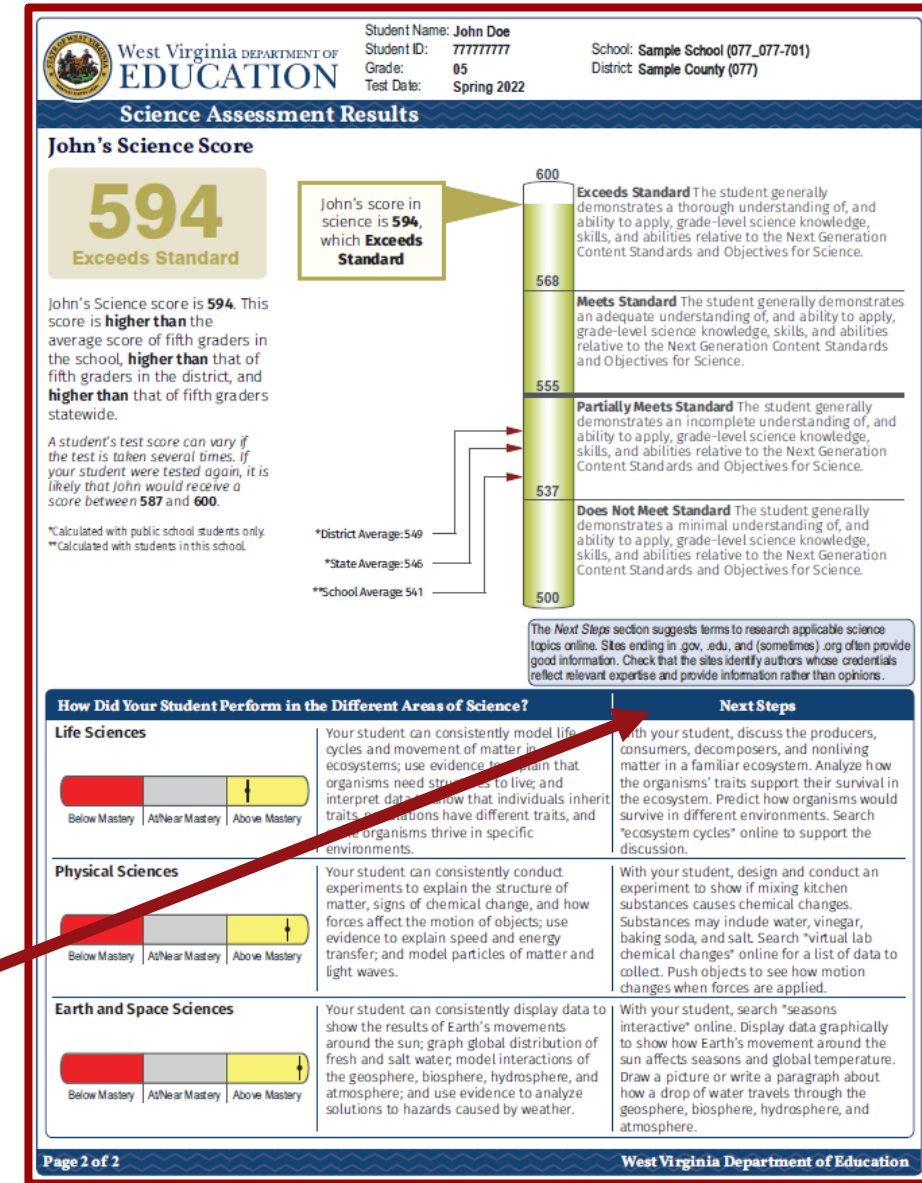 West Virginia DEPARTMENT OF
EDUCATION
Student Name: John Doe
Student ID: 777777777
Grade: 05
Test Date: Spring 2022
School: Sample School (077_077-701)
District: Sample County (077)
Science Assessment Results
John's Science Score
594
Exceeds Standard
John's Science score is 594. This
score is higher than the
average score of fifth graders in
the school, higher than that of
fifth graders in the district, and
higher than that of fifth graders
statewide.
A student's test score can vary if
the test is taken several times. If
your student were tested again, it is
likely that John would receive a
score between 587 and 600.
*Calculated with public school students only.
**Calculated with students in this school.
John's score in
science is 594,
which Exceeds
Standard
*District Average: 549
*State Average: 546
**School Average: 541
600
568
555
537
500
Exceeds Standard The student generally
demonstrates a thorough understanding of, and
ability to apply, grade-level science knowledge,
skills, and abilities relative to the Next Generation
Content Standards and Objectives for Science.
Meets Standard The student generally demonstrates
an adequate understanding of, and ability to apply,
grade-level science knowledge, skills, and abilities
relative to the Next Generation Content Standards
and Objectives for Science.
Partially Meets Standard The student generally
demonstrates an incomplete understanding of, and
ability to apply, grade-level science knowledge,
skills, and abilities relative to the Next Generation
Content Standards and Objectives for Science.
Does Not Meet Standard The student generally
demonstrates a minimal understanding of, and
ability to apply, grade-level science knowledge,
skills, and abilities relative to the Next Generation
Content Standards and Objectives for Science.
The Next Steps section suggests terms to research applicable science
topics online. Sites ending in .gov, .edu, and (sometimes) .org often provide
good information. Check that the sites identify authors whose credentials
reflect relevant expertise and provide information rather than opinions.
How Did Your Student Perform in the Different Areas of Science?
Next Steps
Life Sciences
Below Mastery At/Near Mastery Above Mastery
Your student can consistently model life
cycles and movement of matter in
ecosystems; use evidence to explain that
organisms need structures to live; and
interpret data to show that individuals inherit
traits, populations have different traits, and
organisms thrive in specific
environments.
With your student, discuss the producers,
consumers, decomposers, and nonliving
matter in a familiar ecosystem. Analyze how
the organisms' traits support their survival in
the ecosystem. Predict how organisms would
survive in different environments. Search
"ecosystem cycles" online to support the
discussion.
Physical Sciences
Below Mastery At/Near Mastery Above Mastery
Your student can consistently conduct
experiments to explain the structure of
matter, signs of chemical change, and how
forces affect the motion of objects; use
evidence to explain speed and energy
transfer; and model particles of matter and
light waves.
With your student, design and conduct an
experiment to show if mixing kitchen
substances causes chemical changes.
Substances may include water, vinegar,
baking soda, and salt. Search "virtual lab
chemical changes" online for a list of data to
collect. Push objects to see how motion
changes when forces are applied.
Earth and Space Sciences
Below Mastery At/Near Mastery Above Mastery
Your student can consistently display data to
show the results of Earth's movements
around the sun; graph global distribution of
fresh and salt water; model interactions of
the geosphere, biosphere, hydrosphere, and
atmosphere; and use evidence to analyze
solutions to hazards caused by weather.
With your student, search "seasons
interactive" online. Display data graphically
to show how Earth's movement around the
sun affects seasons and global temperature.
Draw a picture or write a paragraph about
how a drop of water travels through the
geosphere, biosphere, hydrosphere, and
atmosphere.
Page 2 of 2
West Virginia Department of Education